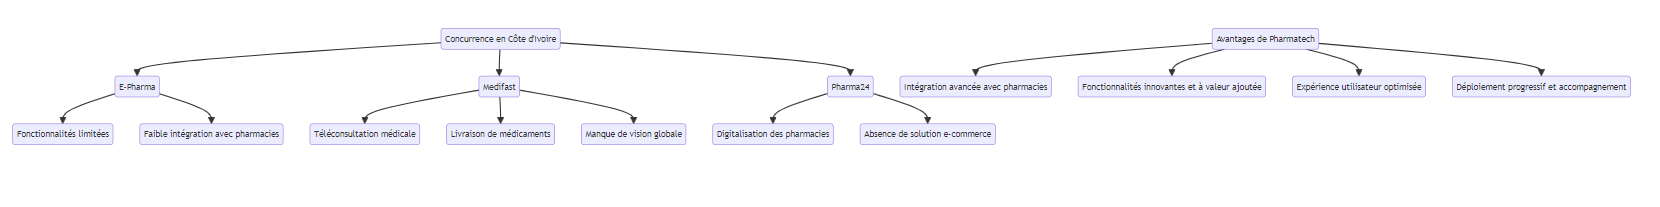 Concurrence en Côte d'Ivoire
Avantages de Pharmatech
E-Pharma
Medifast
Pharma24
Intégration avancée avec pharmacies
Fonctionnalités innovantes et à valeur ajoutée
Expérience utilisateur optimisée
Déploiement progressif et accompagnement
Fonctionnalités limitées
Faible intégration avec pharmacies
Téléconsultation médicale
Livraison de médicaments
Manque de vision globale
Digitalisation des pharmacies
Absence de solution e-commerce